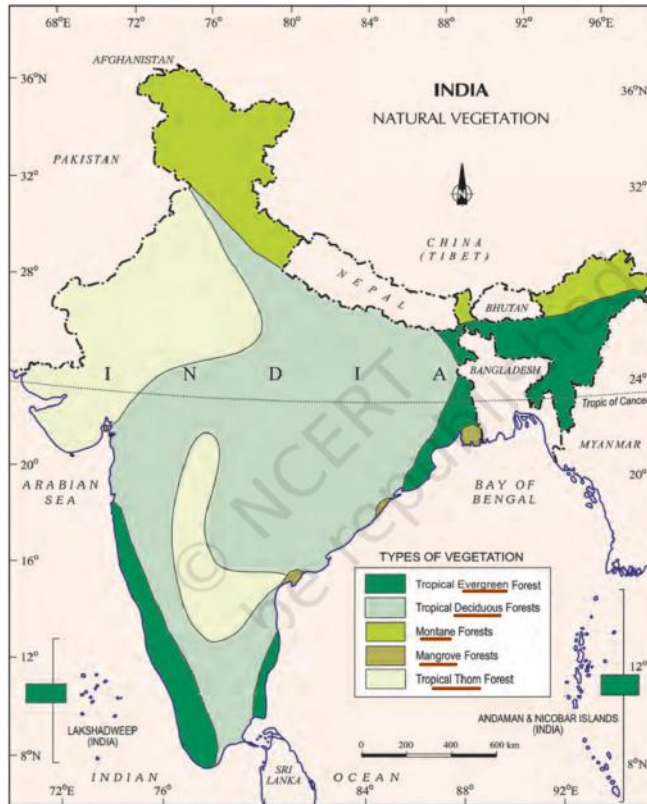 68°E 72° 76° 80° 84° 88° 92° 96°E
AFGHANISTAN
36°N
INDIA
NATURAL VEGETATION
36°N
PAKISTAN
32°
N
32°
CHINA
(TIBET)
28°
NEPAL
BHUTAN
INDIA
BANGLADESH
24°
Tropic of Cancer
MYANMAR
20°
20°
ARABIAN
SEA
BAY OF
BENGAL
© NCERT
be republished
16°
TYPES OF VEGETATION
Tropical Evergreen Forest
Tropical Deciduous Forests
Montane Forests
Mangrove Forests
Tropical Thorn Forest
12°
12°
LAKSHADWEEP
(INDIA)
ANDAMAN & NICOBAR ISLANDS
(INDIA)
8°N
8°N
0 200 400 600 km
SRI
LANKA
INDIAN OCEAN
72° 76° 84° 88° 92°E